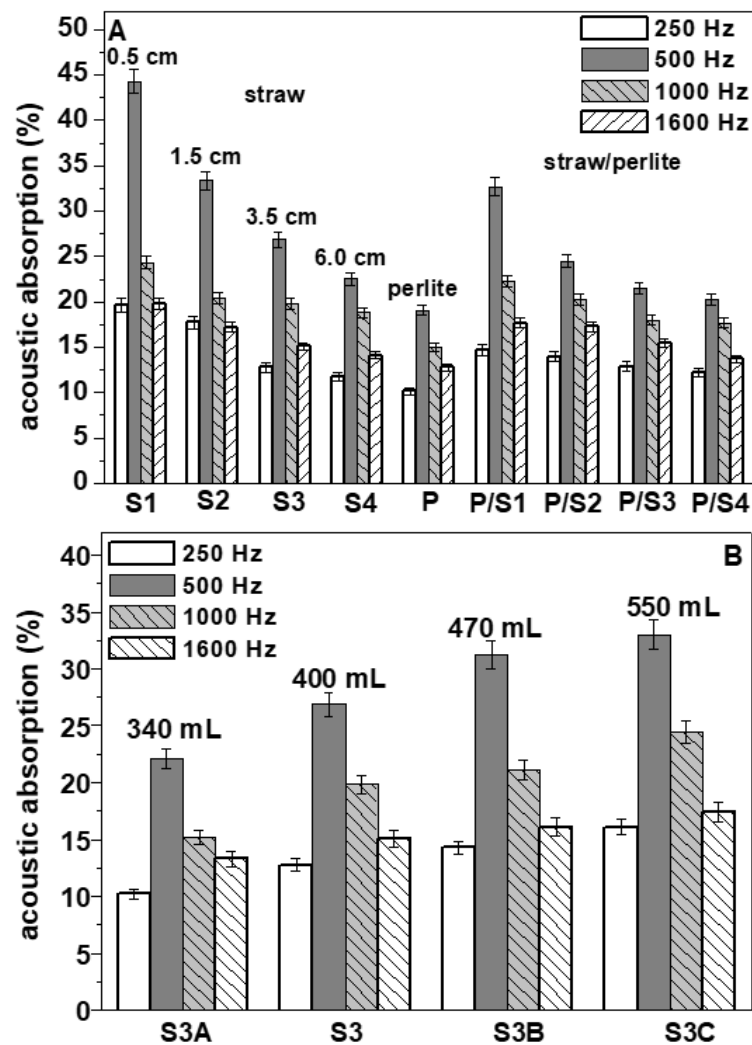 A
250 Hz
500 Hz
1000 Hz
1600 Hz
0.5 cm
straw
1.5 cm
straw/perlite
3.5 cm
6.0 cm
perlite
acoustic absorption (%)
50
45
40
35
30
25
20
15
10
5
0
S1 S2 S3 S4 P P/S1 P/S2 P/S3 P/S4
B
250 Hz
500 Hz
1000 Hz
1600 Hz
340 mL
400 mL
470 mL
550 mL
acoustic absorption (%)
40
35
30
25
20
15
10
5
0
S3A S3 S3B S3C